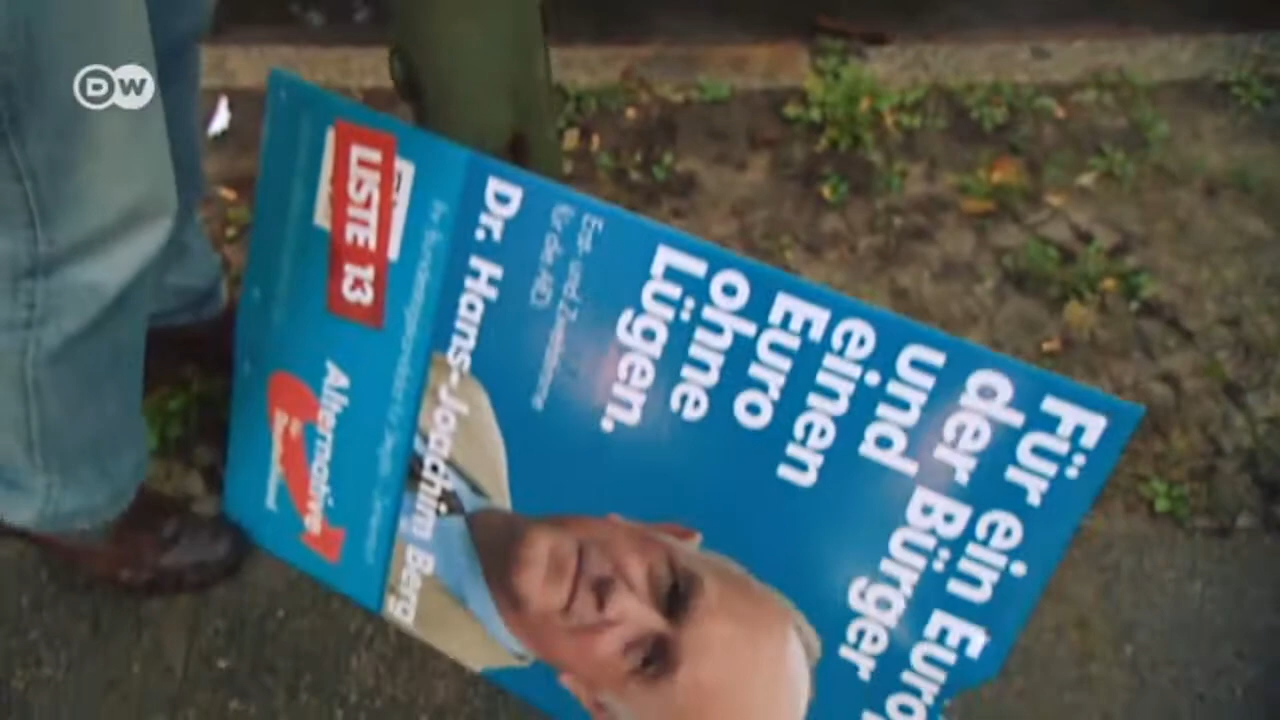 DW
Für ein Euro
der Bürger
und
einen
Euro
ohne
Lügen.
Dr. Hans-Joachim Berg
LISTE 13
Alternative